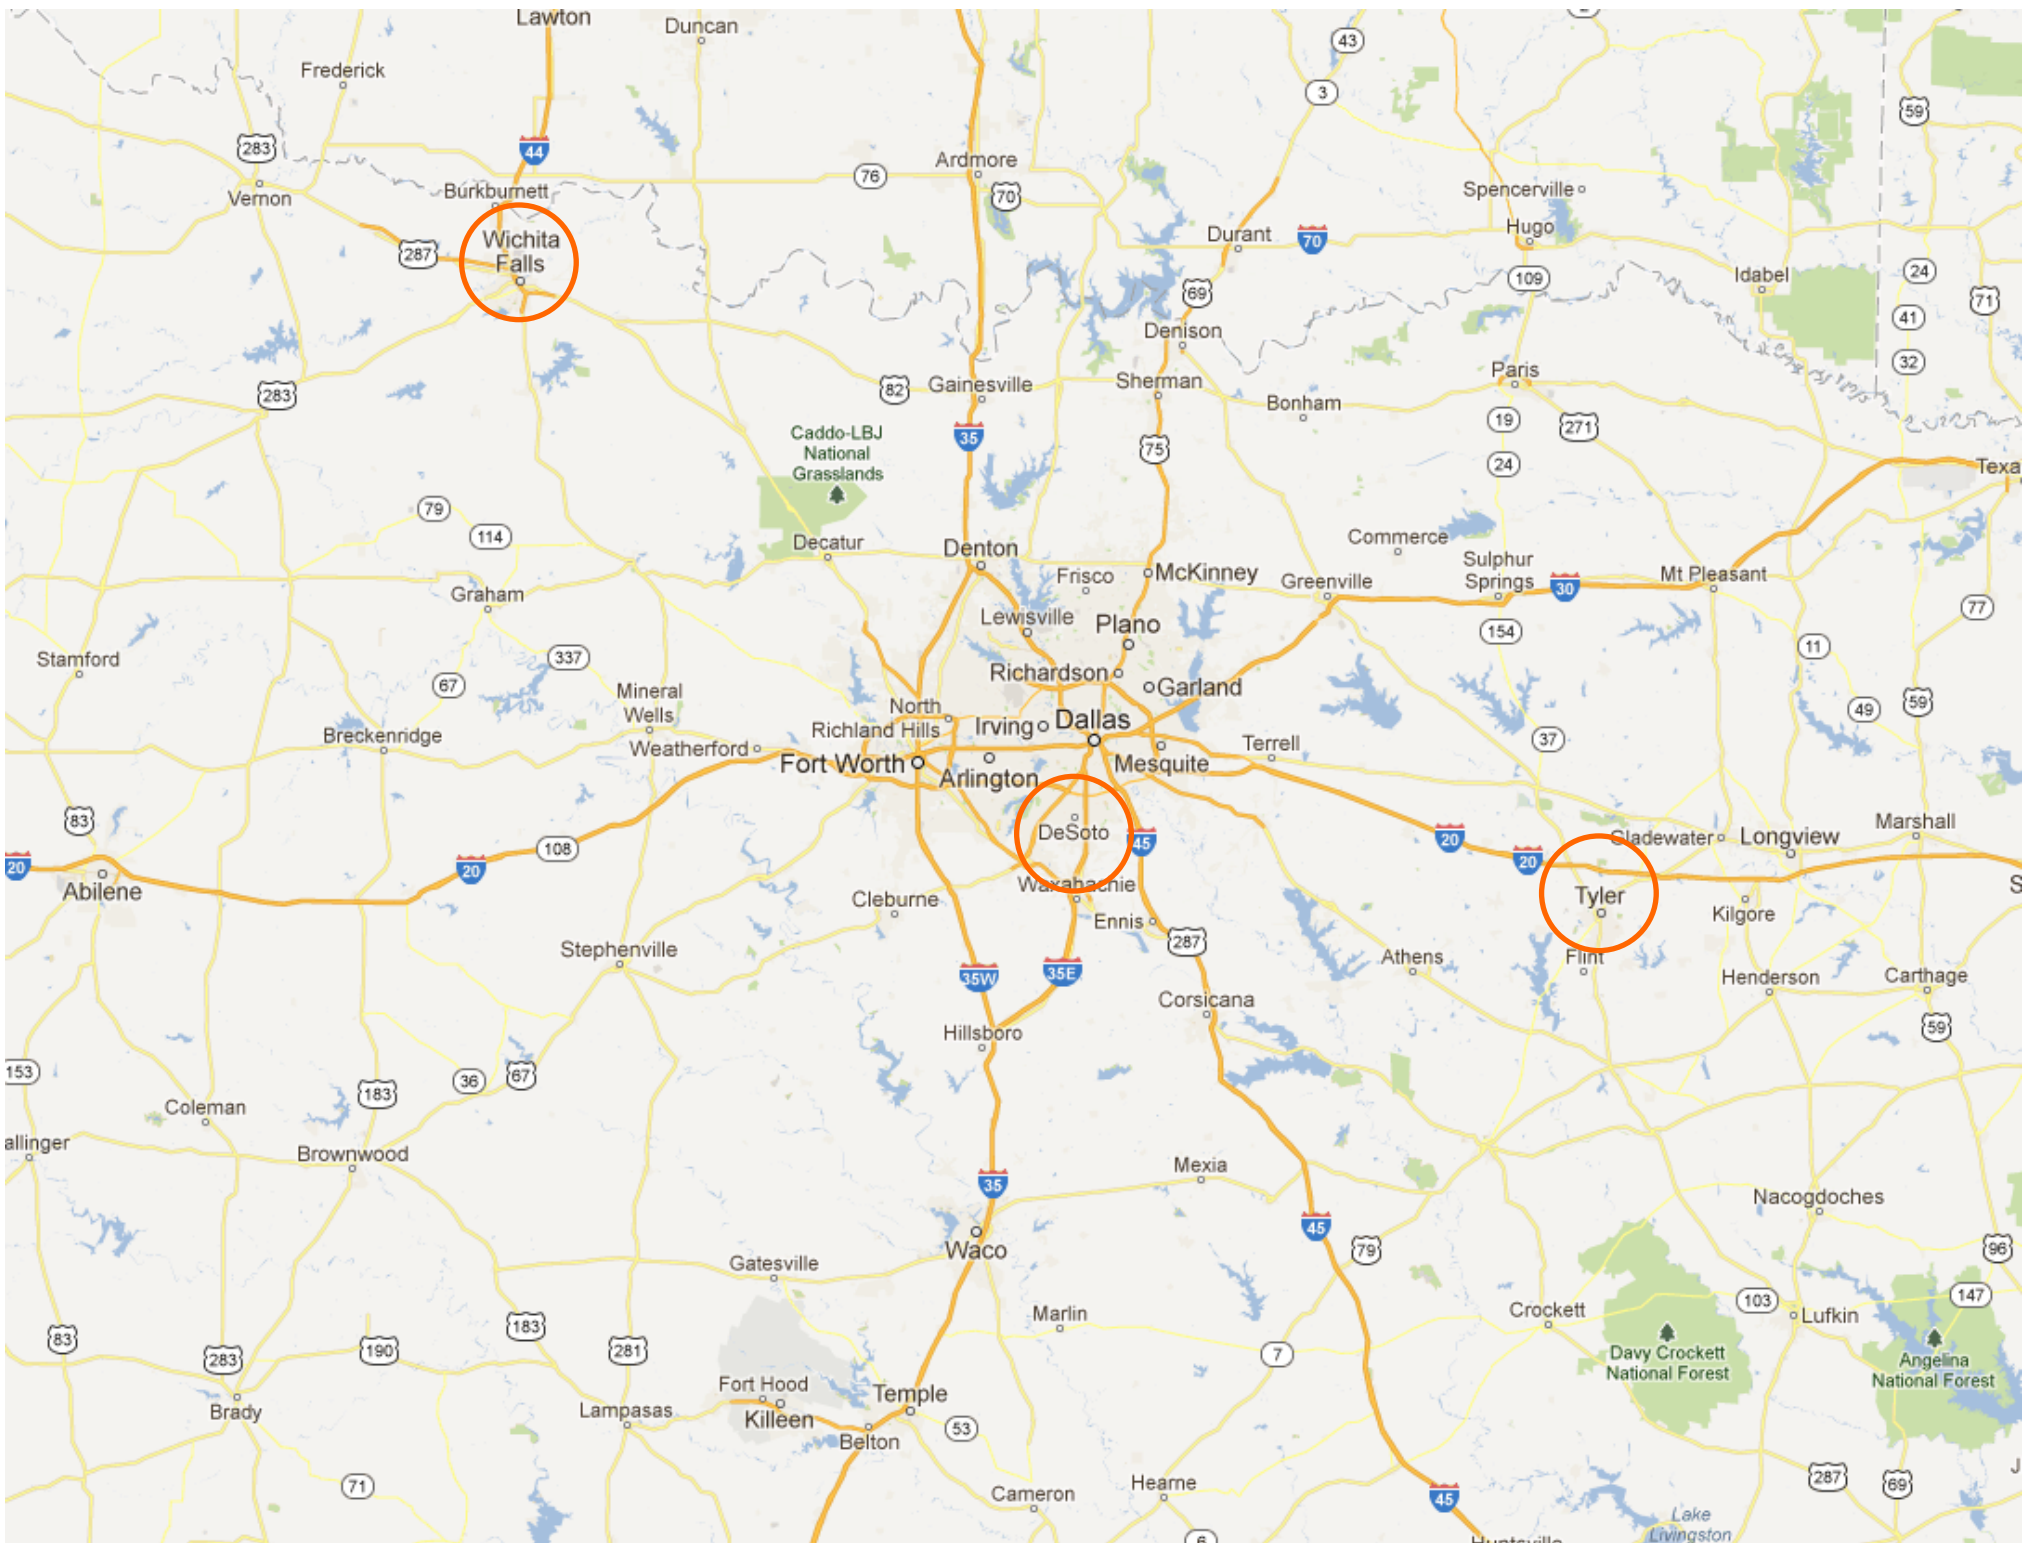 Lawton
Duncan
43
Frederick
3
59
283
44
Ardmore
76
70
Vernon
Burkburnett
Spencerville
Hugo
Durant
70
Wichita
Falls
287
109
Idabel
24
71
69
41
Denison
32
283
82
Gainesville
Sherman
Paris
Bonham
19
271
35
75
24
Caddo-LBJ
National
Grasslands
Texa
79
114
Decatur
Denton
Commerce
Frisco
McKinney
Greenville
Sulphur
Springs
30
Mt Pleasant
Graham
77
Lewisville
Plano
154
11
Stamford
337
67
Richardson
Garland
Mineral
Wells
North
Richland Hills
Irving
Dallas
59
49
Breckenridge
Weatherford
Terrell
37
Fort Worth
Arlington
Mesquite
83
108
DeSoto
45
20
Gladewater
Longview
Marshall
20
Abilene
20
20
Waxahachie
Tyler
S
Cleburne
Ennis
Kilgore
Stephenville
287
Athens
Flint
35W
35E
Henderson
Carthage
Corsicana
Hillsboro
59
153
36
67
183
Coleman
allinger
Brownwood
Mexia
35
Nacogdoches
45
Waco
79
96
Gatesville
Marlin
Crockett
103
147
Lufkin
83
183
283
190
281
7
Davy Crockett
National Forest
Angelina
National Forest
Fort Hood
Killeen
Temple
Brady
Lampasas
53
Belton
71
Cameron
Hearne
45
287
69
J
Lake
Livingston
6
Huntsville